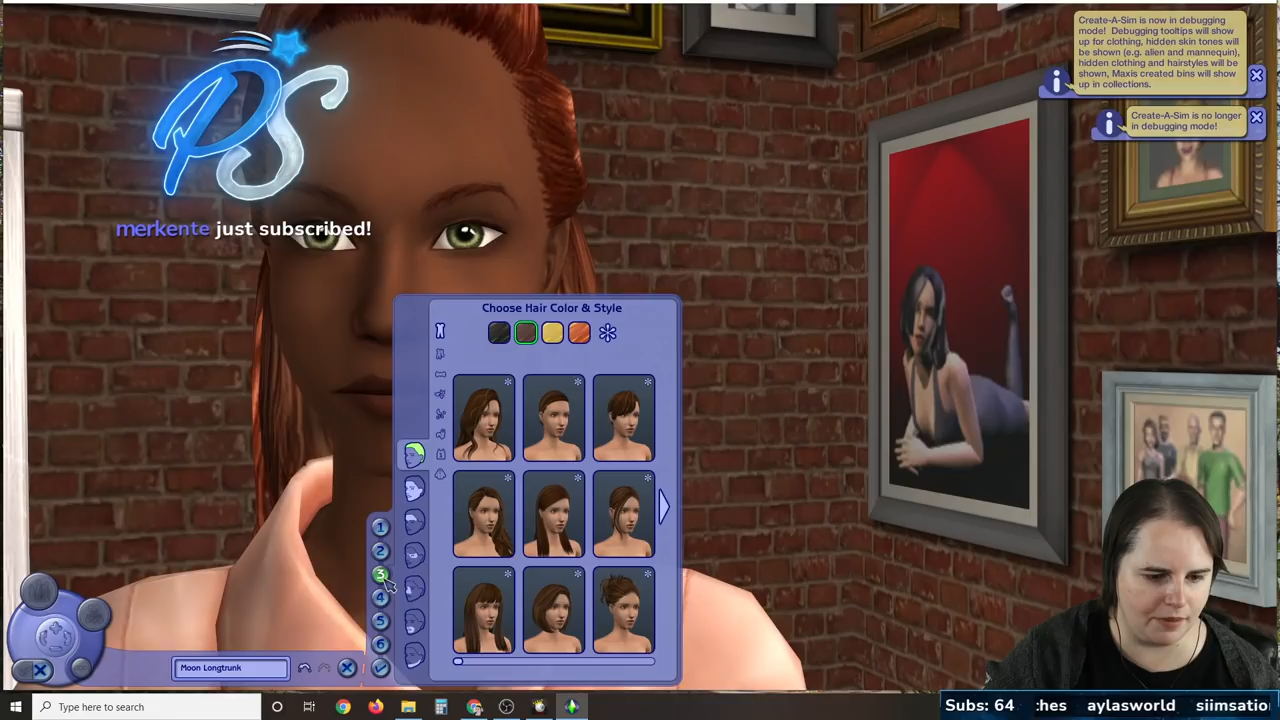 PS
merkente just subscribed!
Create-A-Sim is now in debugging
mode! Debugging tooltips will show
up for clothing, hidden skin tones will
be shown (e.g. alien and mannequin),
hidden clothing and hairstyles will be
shown, Maxis created bins will show
up in collections.
Create-A-Sim is no longer
in debugging mode!
Choose Hair Color & Style
1
2
3
4
5
6
Moon Longtrunk
Type here to search
Subs: 64 :hes aylasworld siimsatio